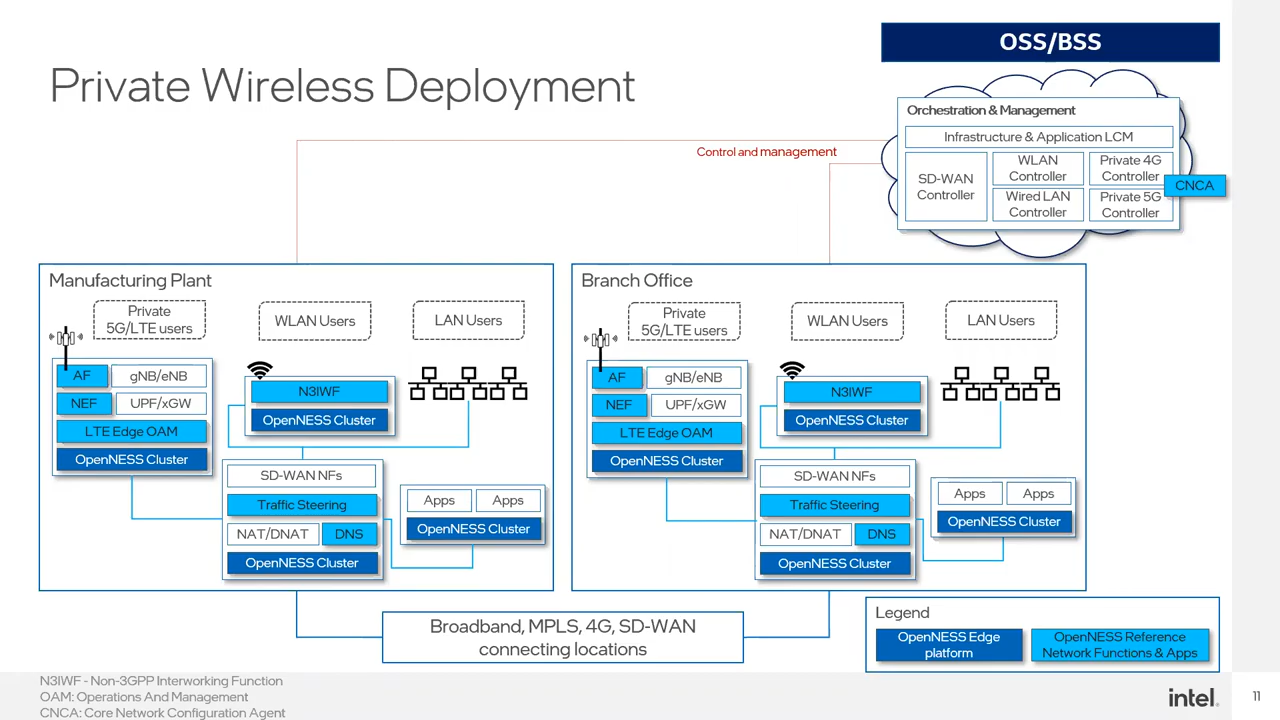 OSS/BSS
Private Wireless Deployment
Orchestration & Management
Infrastructure & Application LCM
SD-WAN
Controller
WLAN
Controller
Private 4G
Controller
Wired LAN
Controller
Private 5G
Controller
CNCA
Control and management
Manufacturing Plant
Private
5G/LTE users
WLAN Users
LAN Users
AF
gNB/eNB
NEF
UPF/xGW
LTE Edge OAM
OpenNESS Cluster
N3IWF
OpenNESS Cluster
SD-WAN NFs
Traffic Steering
NAT/DNAT
DNS
OpenNESS Cluster
Apps
Apps
OpenNESS Cluster
Branch Office
Private
5G/LTE users
WLAN Users
LAN Users
AF
gNB/eNB
NEF
UPF/xGW
LTE Edge OAM
OpenNESS Cluster
N3IWF
OpenNESS Cluster
SD-WAN NFs
Traffic Steering
NAT/DNAT
DNS
OpenNESS Cluster
Apps
Apps
OpenNESS Cluster
Broadband, MPLS, 4G, SD-WAN
connecting locations
Legend
OpenNESS Edge
platform
OpenNESS Reference
Network Functions & Apps
N3IWF - Non-3GPP Interworking Function
OAM: Operations And Management
CNCA: Core Network Configuration Agent
intel.
11